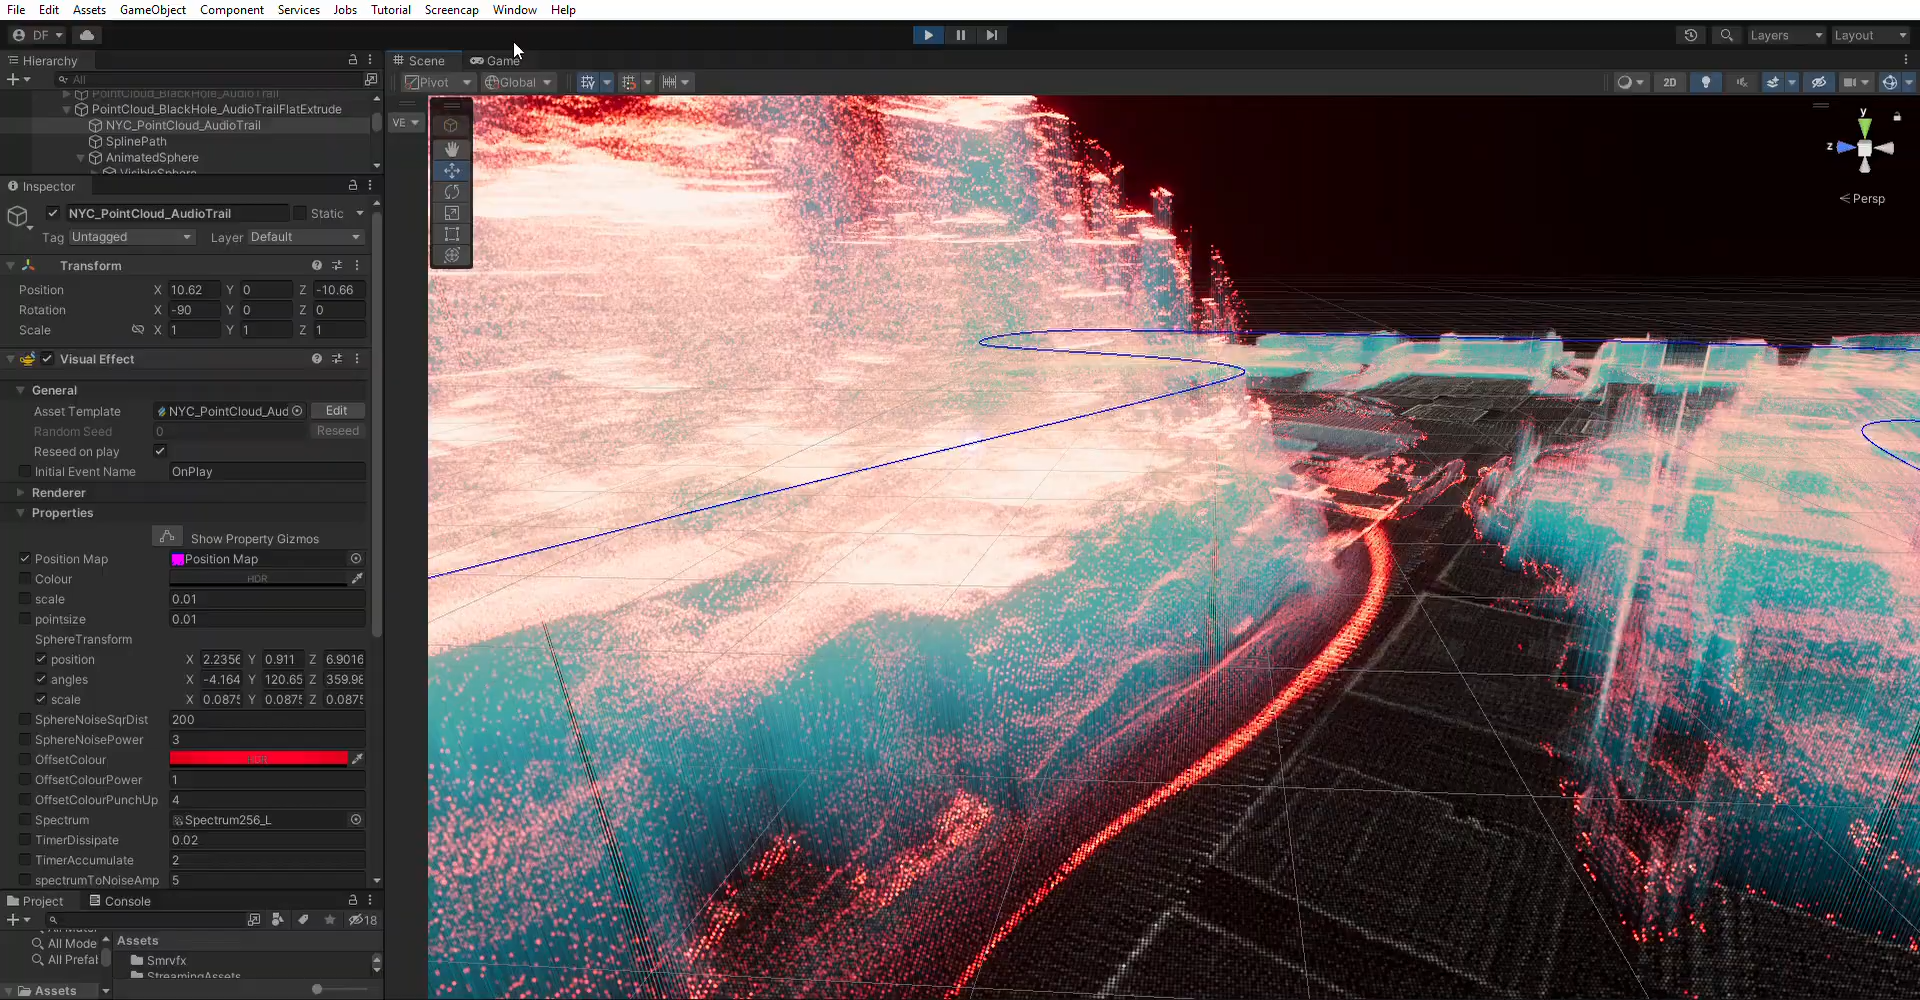 File Edit Assets GameObject Component Services Jobs Tutorial Screencap Window Help
DF
Layers
Layout
Hierarchy
All
PointCloud_BlackHole_AudioTrail
PointCloud_BlackHole_AudioTrailFlatExtrude
NYC_PointCloud_AudioTrail
SplinePath
AnimatedSphere
VisibleSphere
Scene
Game
Pivot
Global
2D
VE
y
z
Persp
Inspector
NYC_PointCloud_AudioTrail
Static
Tag Untagged Layer Default
Transform
Position X 10.62 Y 0 Z -10.66
Rotation X -90 Y 0 Z 0
Scale X 1 Y 1 Z 1
Visual Effect
General
Asset Template NYC_PointCloud_Aud Edit
Random Seed 0 Reseed
Reseed on play
Initial Event Name OnPlay
Renderer
Properties
Show Property Gizmos
Position Map Position Map
Colour HDR
scale 0.01
pointsize 0.01
SphereTransform
position X 2.2356 Y 0.911 Z 6.9016
angles X -4.164 Y 120.65 Z 359.98
scale X 0.0875 Y 0.0875 Z 0.0875
SphereNoiseSqrDist 200
SphereNoisePower 3
OffsetColour HDR
OffsetColourPower 1
OffsetColourPunchUp 4
Spectrum Spectrum256_L
TimerDissipate 0.02
TimerAccumulate 2
spectrumToNoiseAmp 5
Project
Console
18
All Mode
All Prefab
Assets
Assets
Smrvfx
StreamingAssets